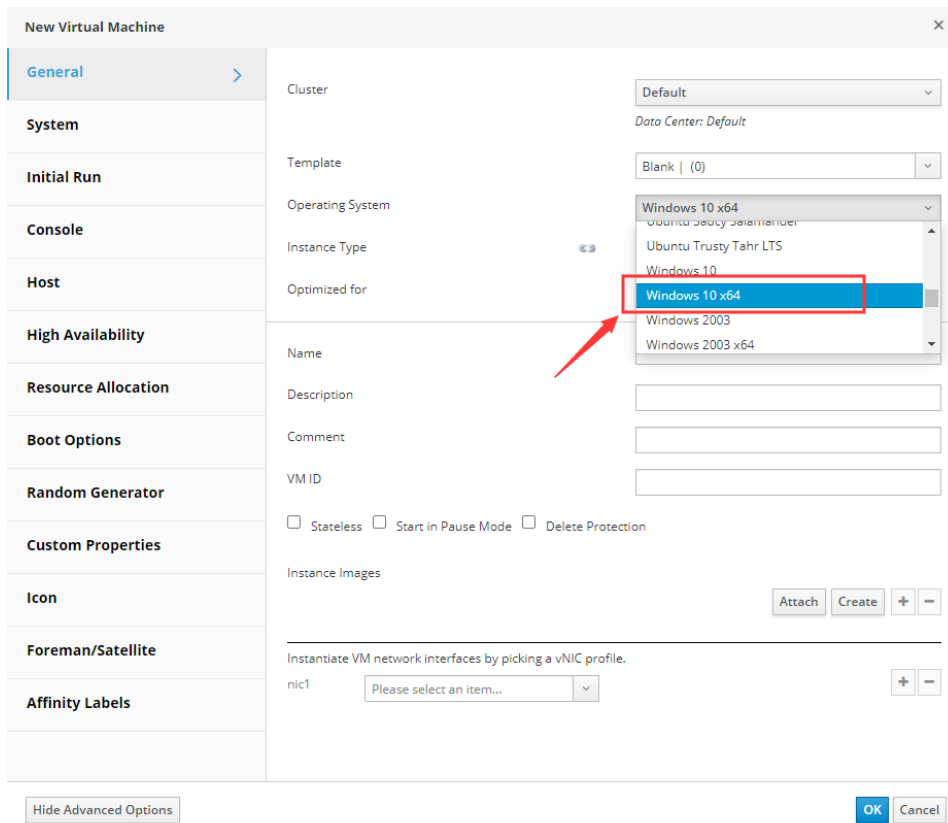 New Virtual Machine
General
System
Initial Run
Console
Host
High Availability
Resource Allocation
Boot Options
Random Generator
Custom Properties
Icon
Foreman/Satellite
Affinity Labels
Cluster
Default
Data Center: Default
Template
Blank | (0)
Operating System
Windows 10 x64
Ubuntu Saucy Salamander
Ubuntu Trusty Tahr LTS
Windows 10
Windows 10 x64
Windows 2003
Windows 2003 x64
Instance Type
Optimized for
Name
Description
Comment
VM ID
Stateless Start in Pause Mode Delete Protection
Instance Images
Attach Create + −
Instantiate VM network interfaces by picking a vNIC profile.
nic1 Please select an item... + −
Hide Advanced Options OK Cancel